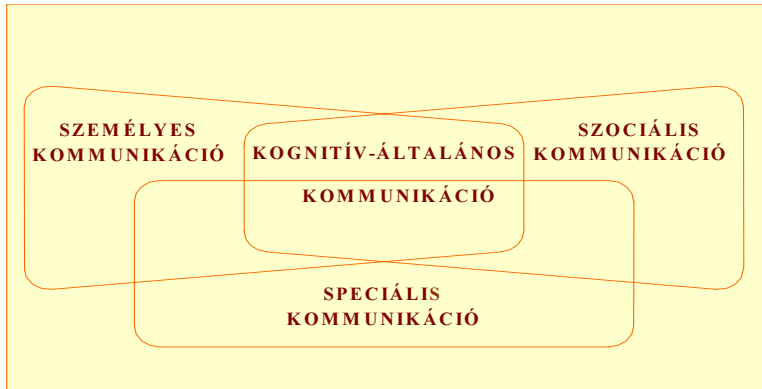 SZEMÉLYES
KOMMUNIKÁCIÓ
KOGNITÍV-ÁLTALÁNOS
KOMMUNIKÁCIÓ
SZOCIÁLIS
KOMMUNIKÁCIÓ
SPECIÁLIS
KOMMUNIKÁCIÓ